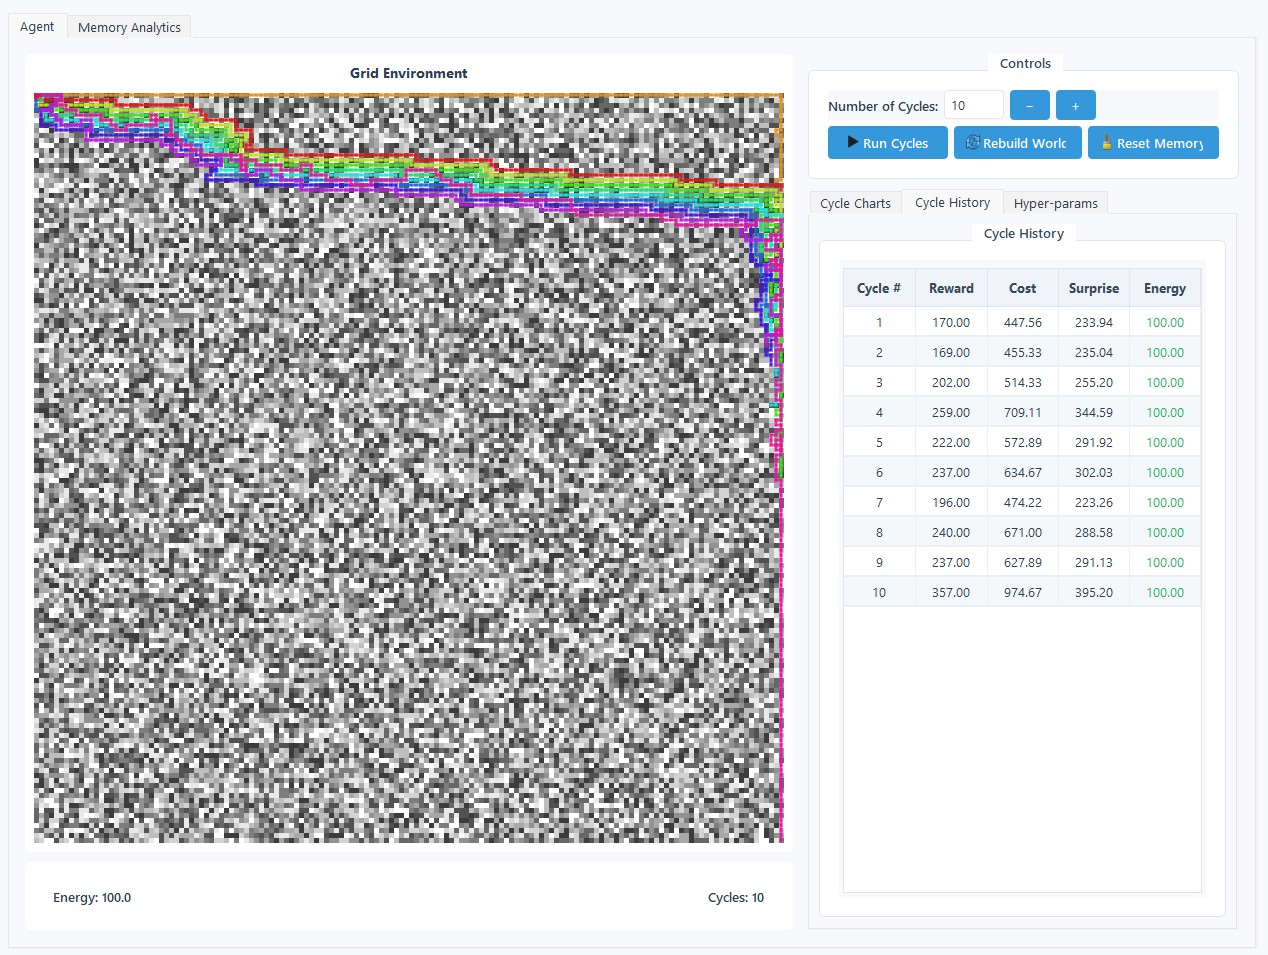 Agent Memory Analytics
Grid Environment
Energy: 100.0 Cycles: 10
Controls
Number of Cycles: 10 − +
Run Cycles Rebuild Worl Reset Memory
Cycle Charts Cycle History Hyper-params
Cycle History
Cycle # Reward Cost Surprise Energy
1 170.00 447.56 233.94 100.00
2 169.00 455.33 235.04 100.00
3 202.00 514.33 255.20 100.00
4 259.00 709.11 344.59 100.00
5 222.00 572.89 291.92 100.00
6 237.00 634.67 302.03 100.00
7 196.00 474.22 223.26 100.00
8 240.00 671.00 288.58 100.00
9 237.00 627.89 291.13 100.00
10 357.00 974.67 395.20 100.00